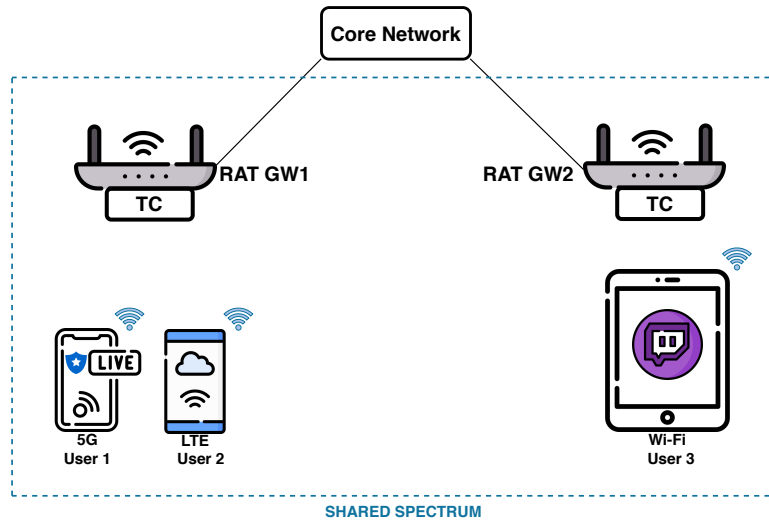 Core Network
RAT GW1
RAT GW2
TC
TC
LIVE
5G
User 1
LTE
User 2
Wi-Fi
User 3
SHARED SPECTRUM